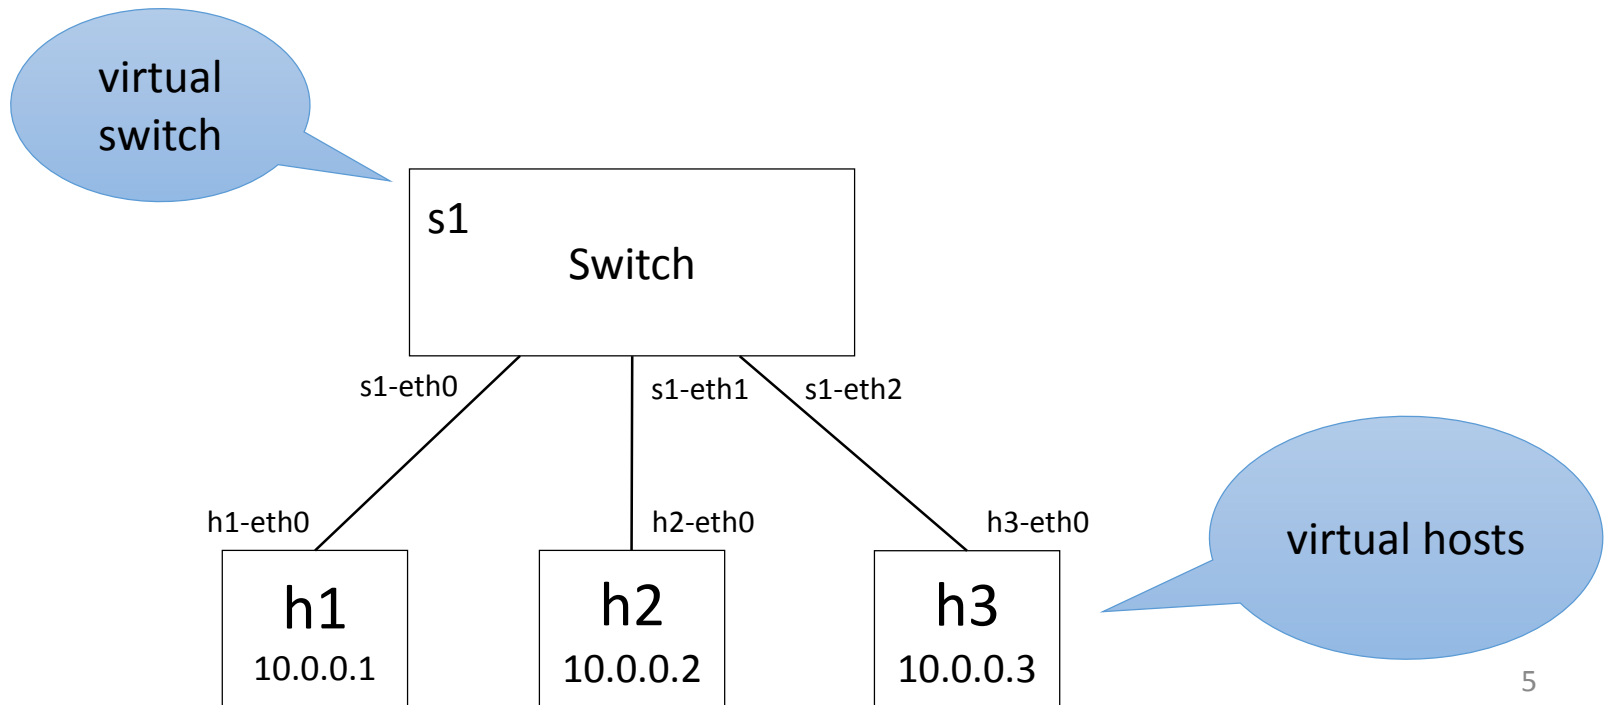 virtual
switch
s1
Switch
s1-eth0
s1-eth1
s1-eth2
h1-eth0
h2-eth0
h3-eth0
virtual hosts
h1
10.0.0.1
h2
10.0.0.2
h3
10.0.0.3
5